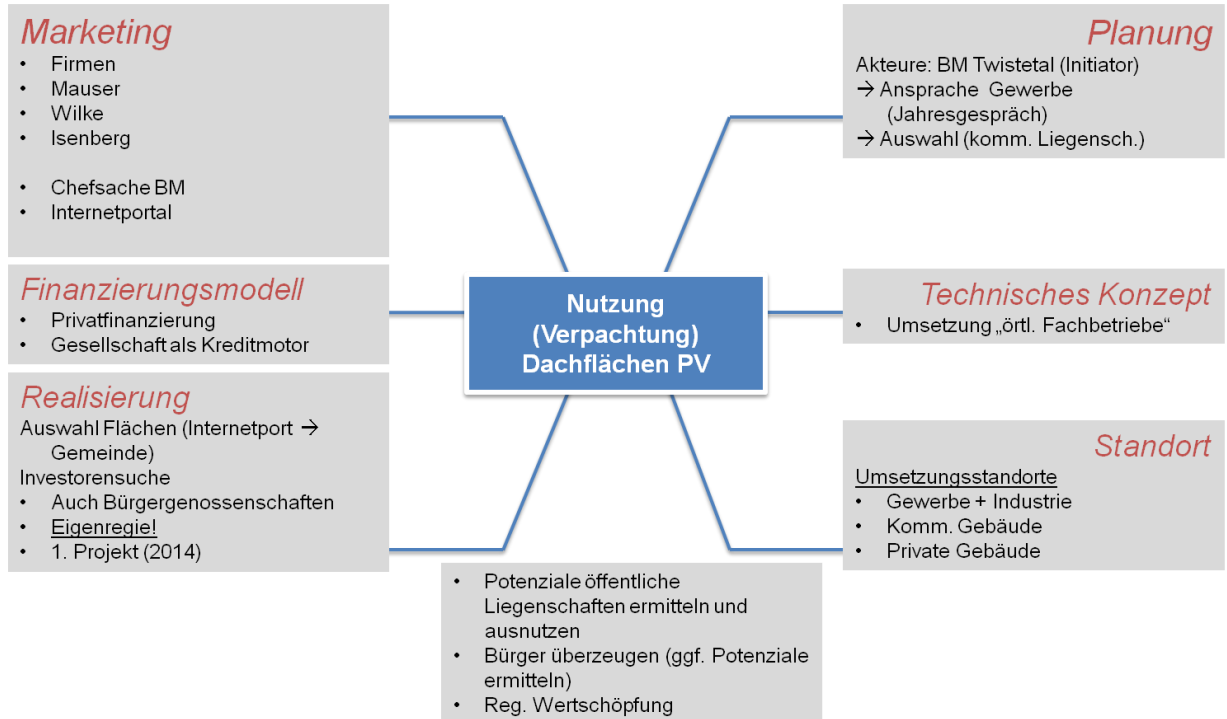 Marketing
• Firmen
• Mauser
• Wilke
• Isenberg
• Chefsache BM
• Internetportal
Finanzierungsmodell
• Privatfinanzierung
• Gesellschaft als Kreditmotor
Realisierung
Auswahl Flächen (Internetport →
Gemeinde)
Investorensuche
• Auch Bürgergenossenschaften
• Eigenregie!
• 1. Projekt (2014)
Nutzung
(Verpachtung)
Dachflächen PV
• Potenziale öffentliche
Liegenschaften ermitteln und
ausnutzen
• Bürger überzeugen (ggf. Potenziale
ermitteln)
• Reg. Wertschöpfung
Planung
Akteure: BM Twistetal (Initiator)
→ Ansprache Gewerbe
(Jahresgespräch)
→ Auswahl (komm. Liegensch.)
Technisches Konzept
• Umsetzung „örtl. Fachbetriebe“
Standort
Umsetzungsstandorte
• Gewerbe + Industrie
• Komm. Gebäude
• Private Gebäude